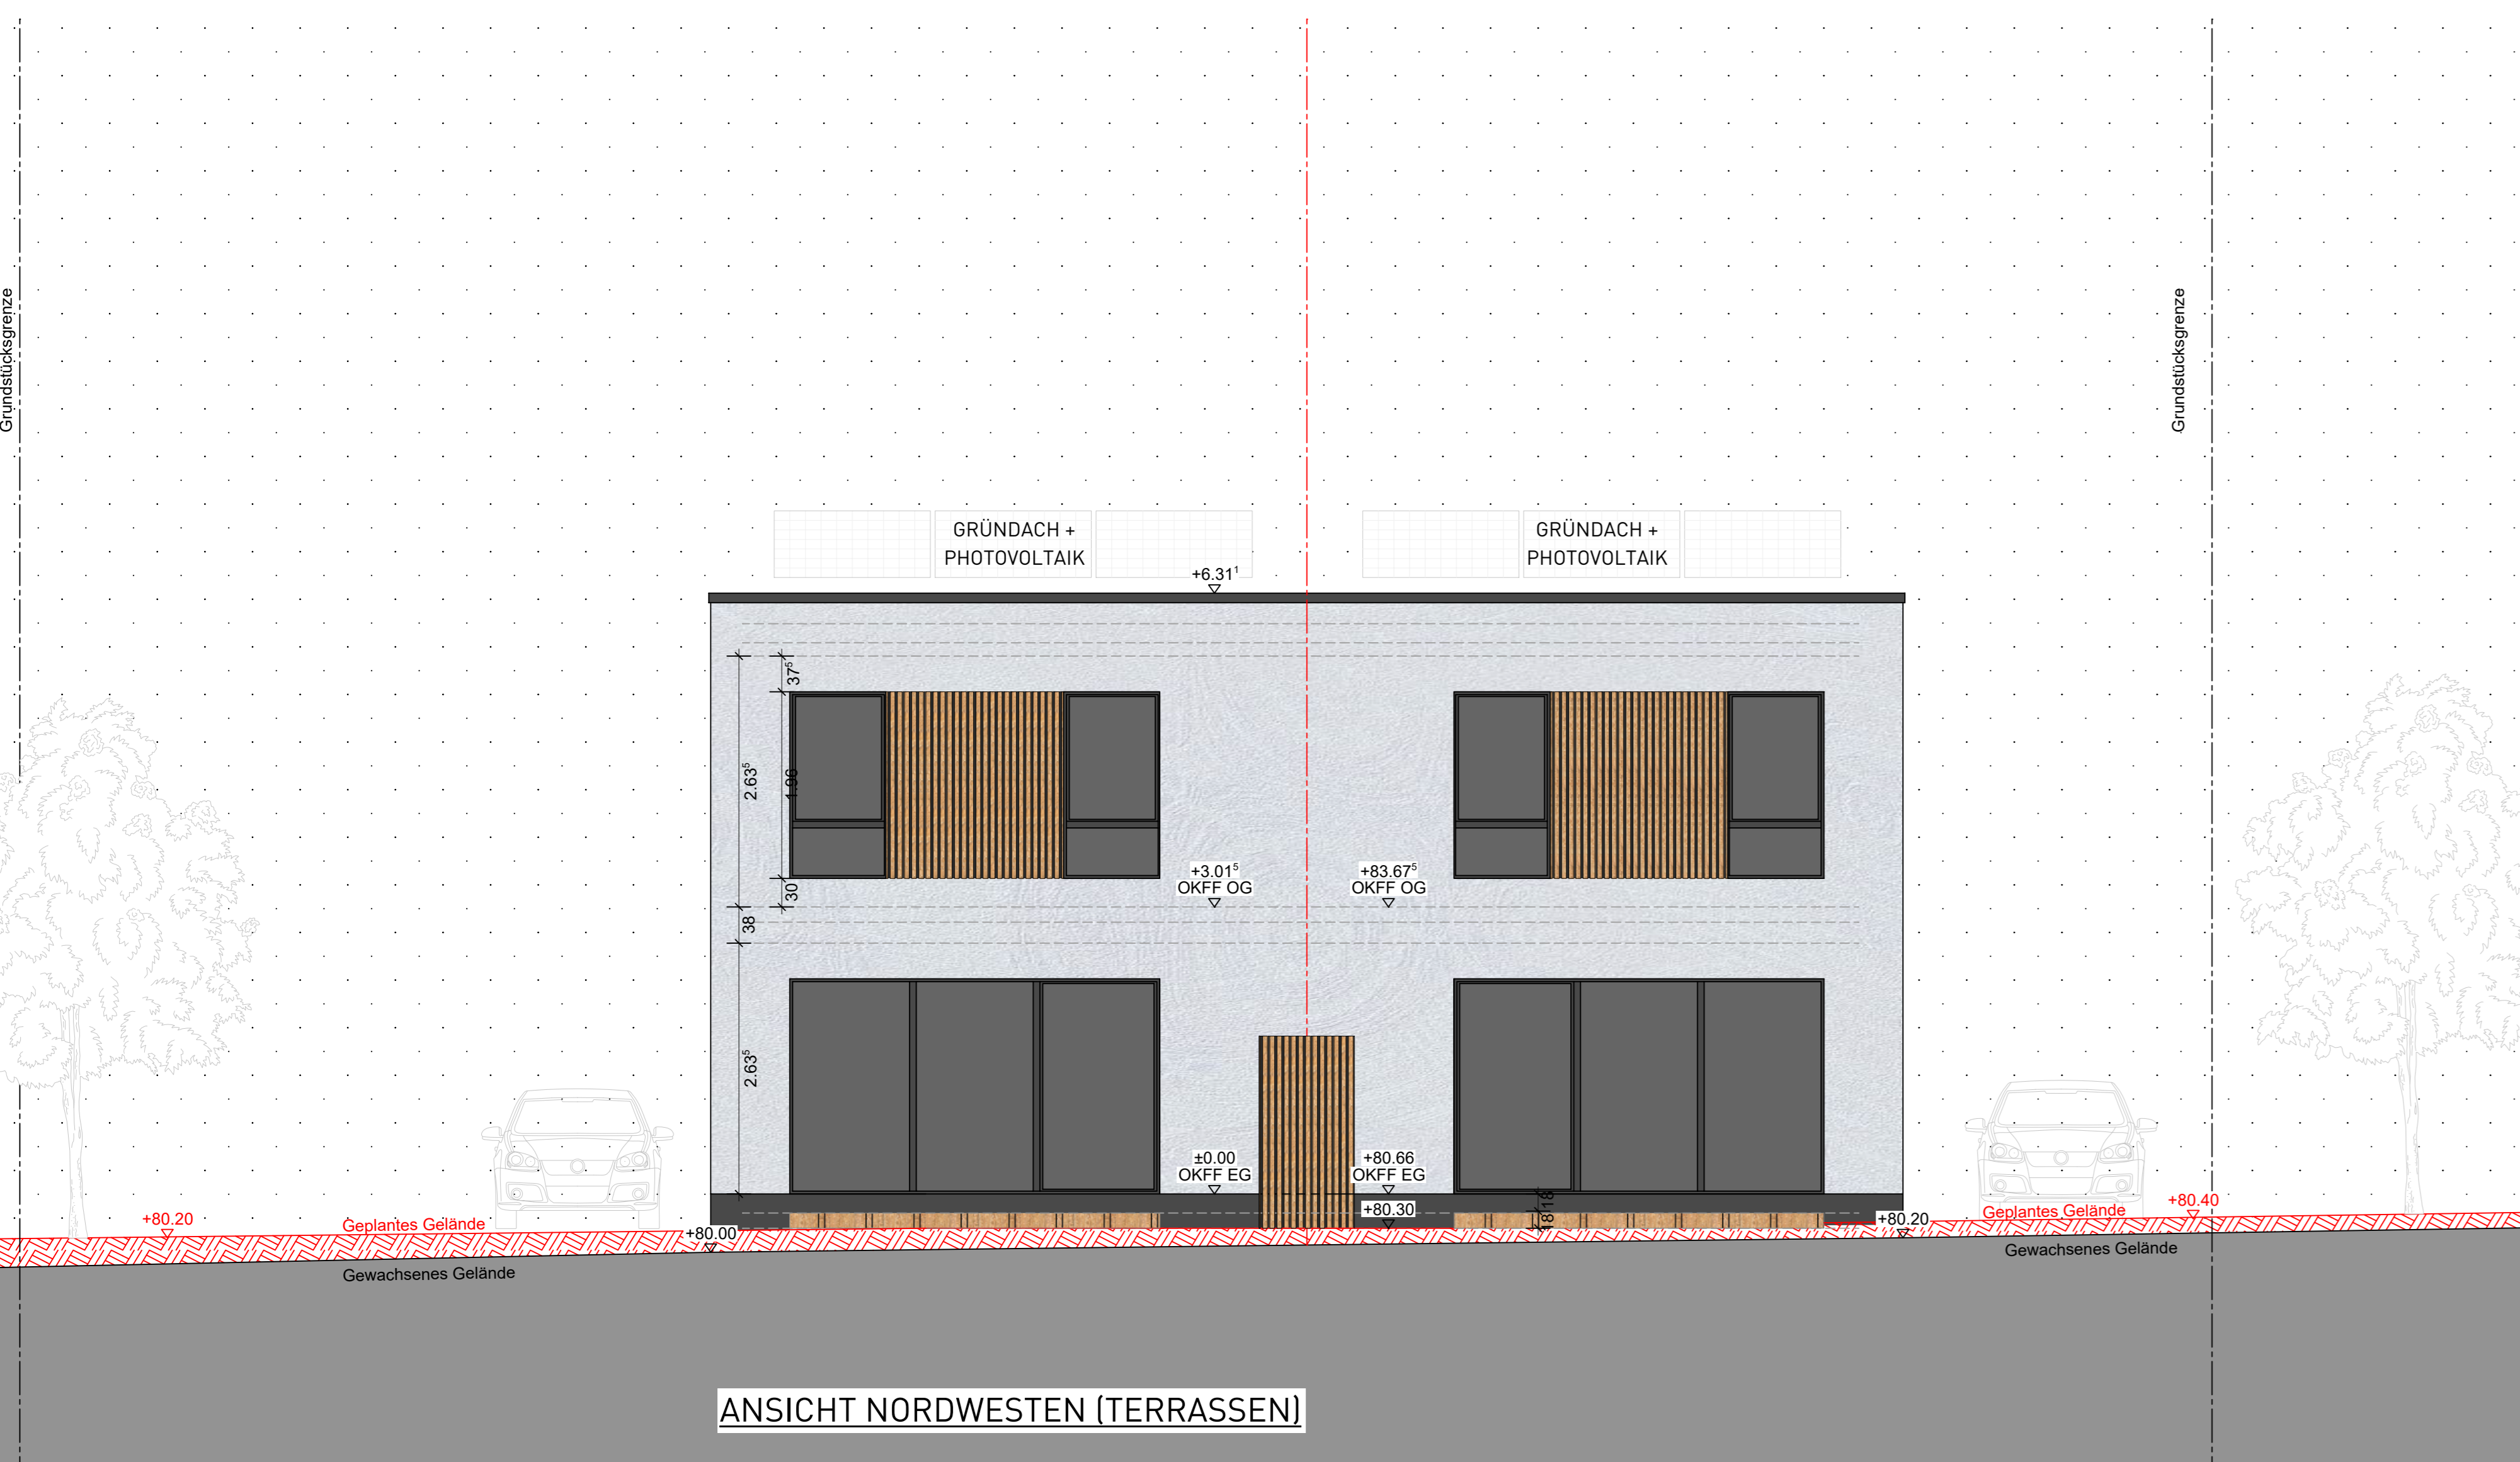 Grundstücksgrenze
Grundstücksgrenze
GRÜNDACH +
PHOTOVOLTAIK
GRÜNDACH +
PHOTOVOLTAIK
+6.31¹
37⁵
2.63⁵
1.96
30
38
2.63⁵
+3.01⁵
OKFF OG
+83.67⁵
OKFF OG
±0.00
OKFF EG
+80.66
OKFF EG
18
18
+80.30
+80.20
Geplantes Gelände
+80.00
+80.20
Geplantes Gelände
+80.40
Gewachsenes Gelände
Gewachsenes Gelände
ANSICHT NORDWESTEN (TERRASSEN)